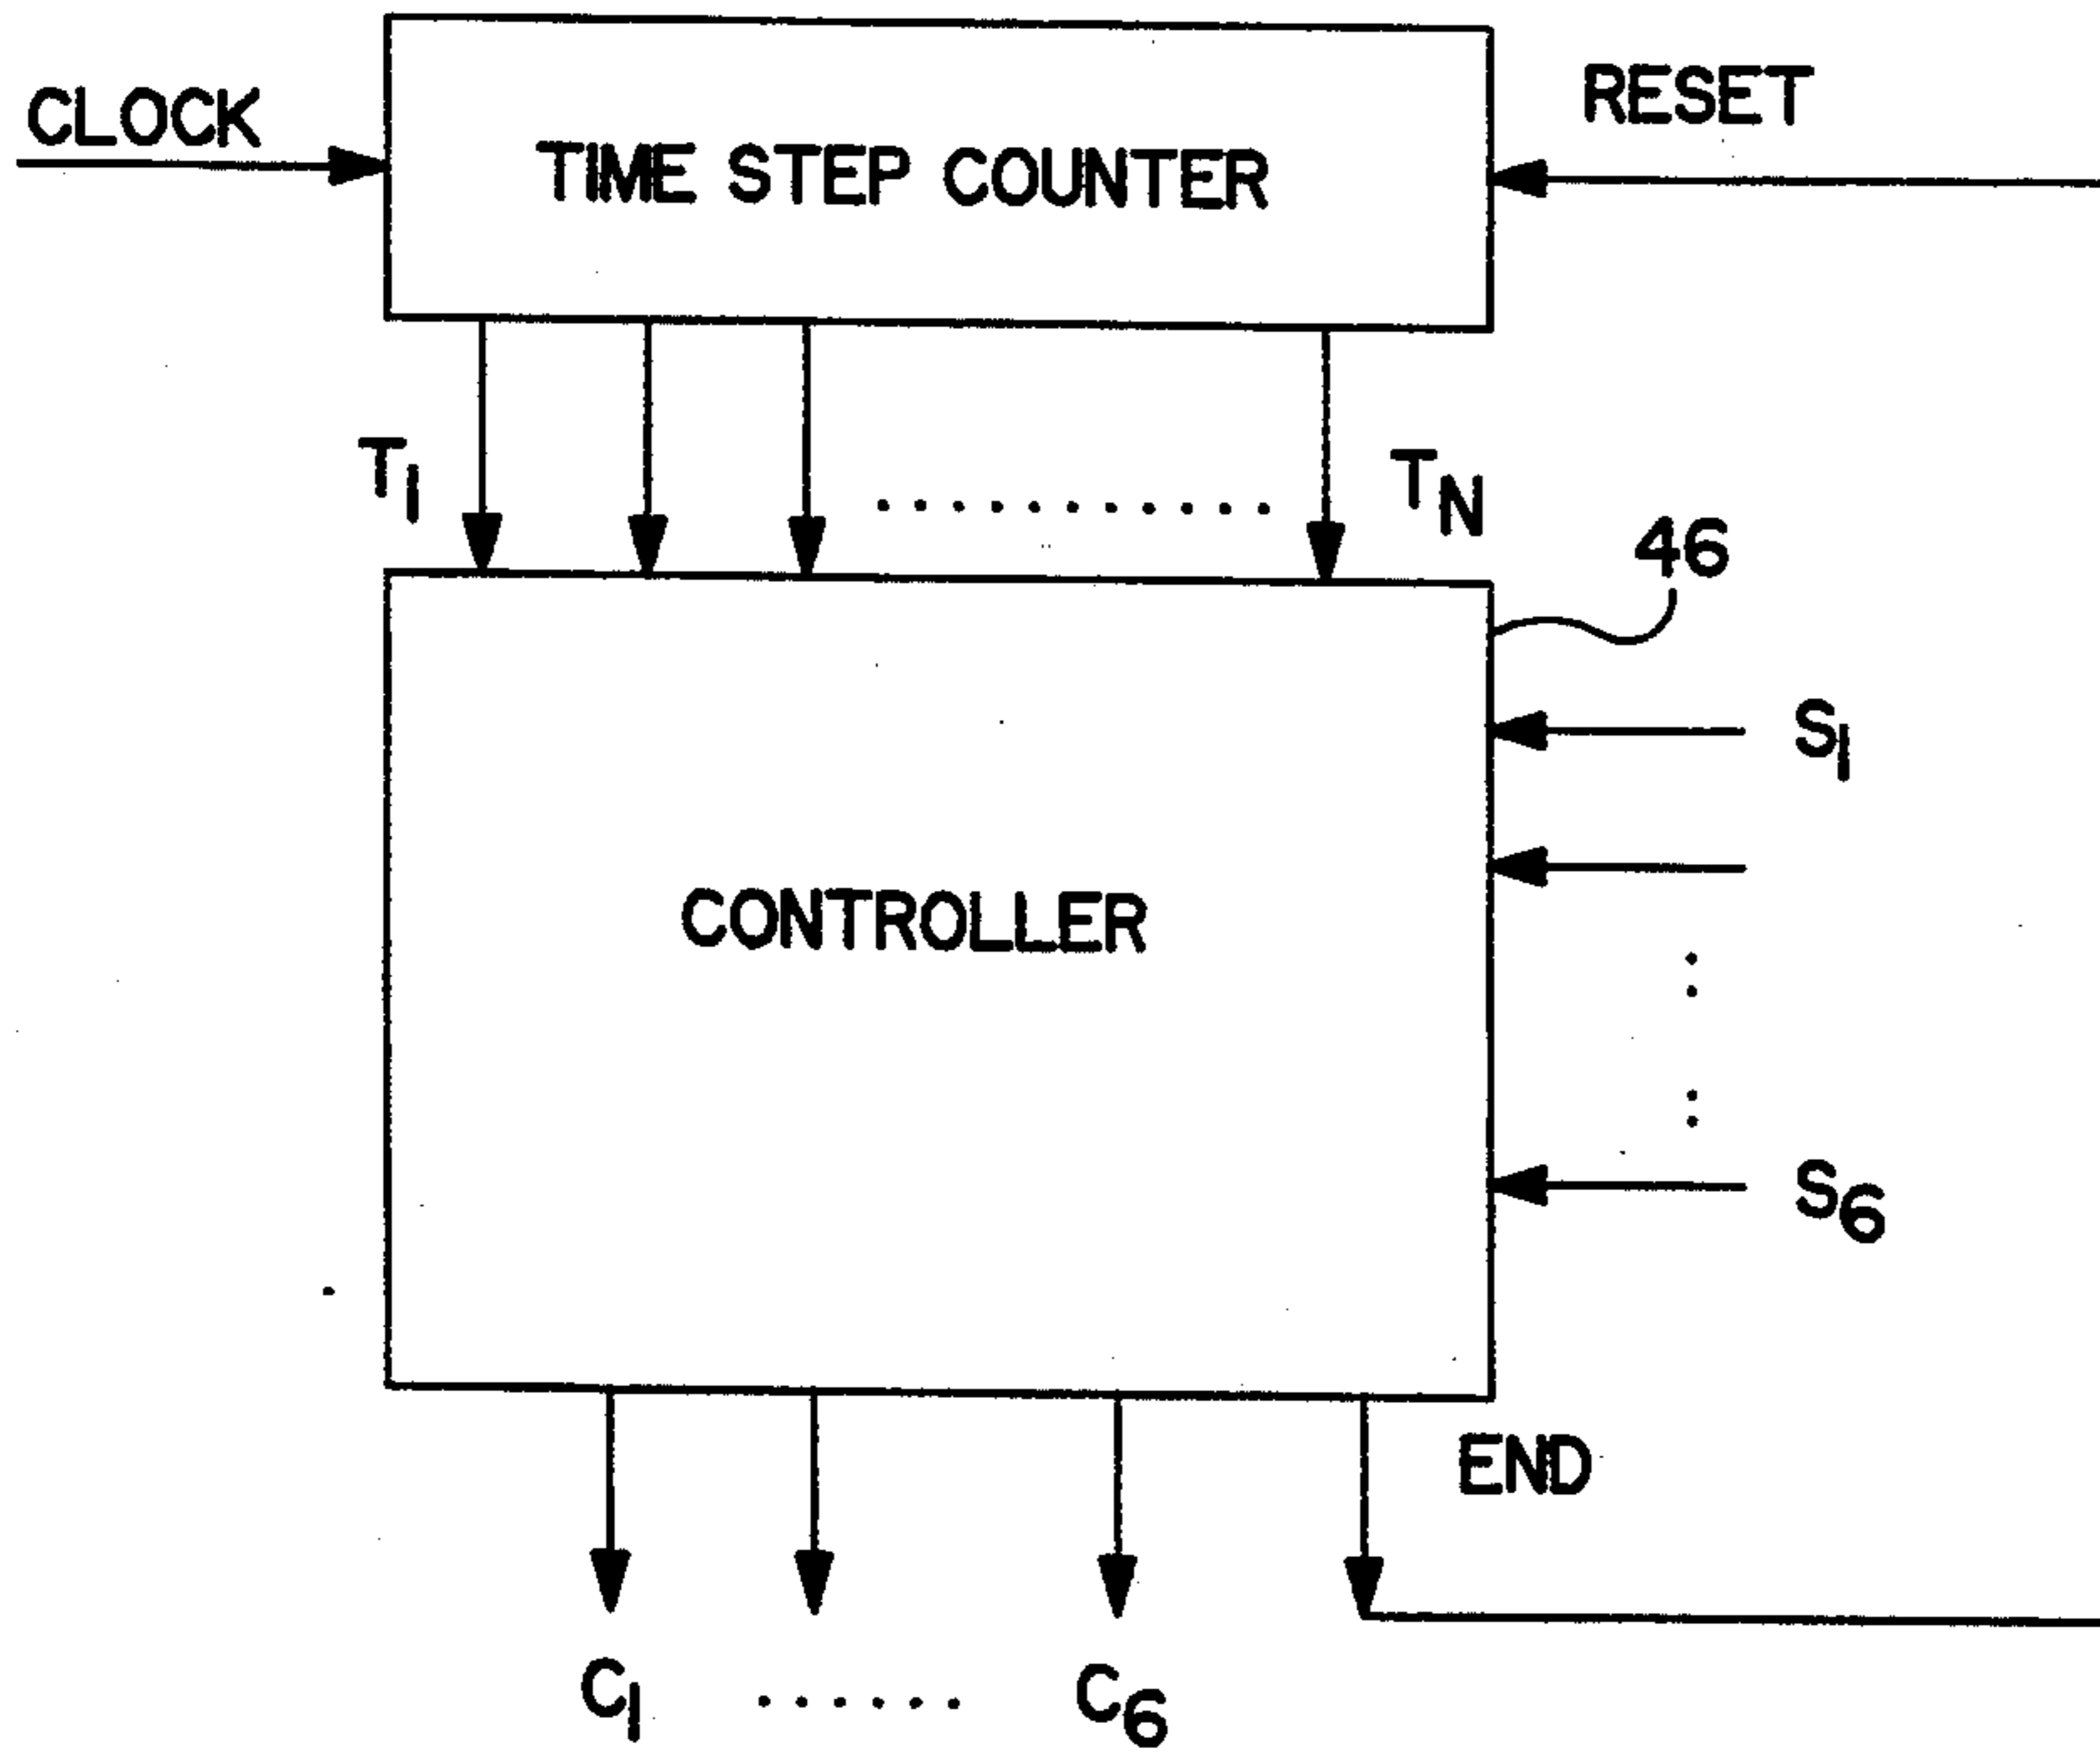 CLOCK
RESET
TIME STEP COUNTER
T1
TN
46
S1
CONTROLLER
S6
END
C1 ...... C6